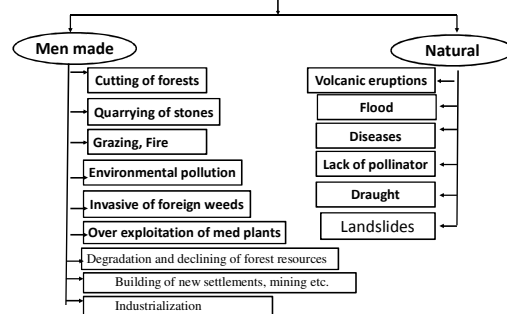 Men made
Cutting of forests
Quarrying of stones
Grazing, Fire
Environmental pollution
Invasive of foreign weeds
Over exploitation of med plants
Degradation and declining of forest resources
Building of new settlements, mining etc.
Industrialization
Natural
Volcanic eruptions
Flood
Diseases
Lack of pollinator
Draught
Landslides